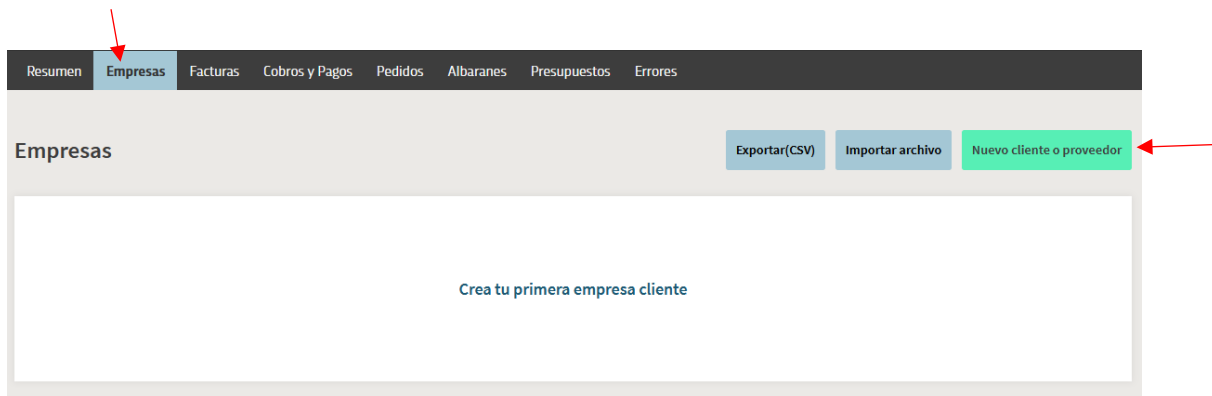 Resumen Empresas Facturas Cobros y Pagos Pedidos Albaranes Presupuestos Errores
Empresas Exportar(CSV) Importar archivo Nuevo cliente o proveedor
Crea tu primera empresa cliente